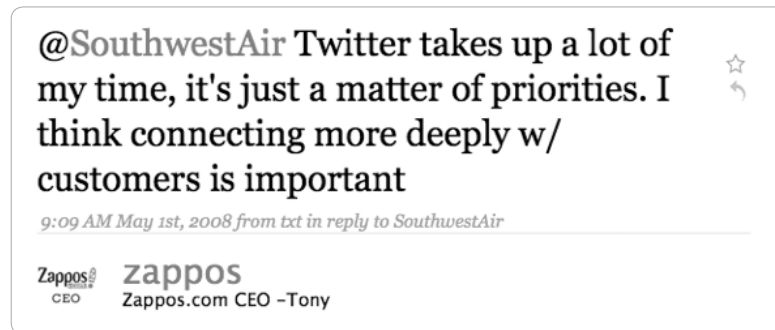 @SouthwestAir Twitter takes up a lot of
my time, it's just a matter of priorities. I
think connecting more deeply w/
customers is important
9:09 AM May 1st, 2008 from txt in reply to SouthwestAir
Zappos
CEO
zappos
Zappos.com CEO -Tony